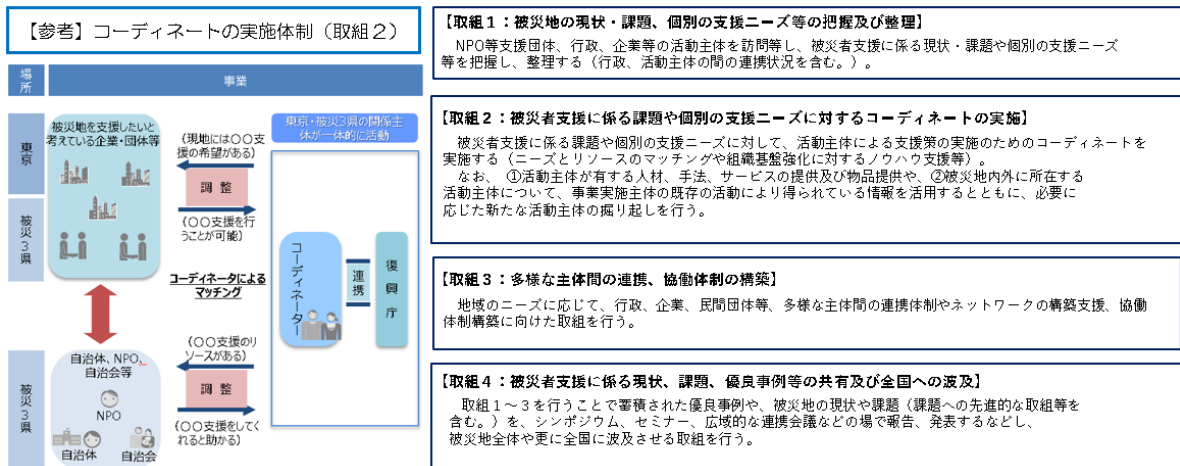 【参考】コーディネートの実施体制（取組２）
場所
事業
東京
被災３県
被災３県
被災地を支援したいと
考えている企業・団体等
（現地には〇〇支
援の希望がある）
調整
（〇〇支援を行
うことが可能）
コーディネータによる
マッチング
東京・被災3県の関係主
体が一体的に活動
コーディネーター
連携
復興庁
自治体、NPO、
自治会等
NPO
自治体
自治会
（〇〇支援のリ
ソースがある）
調整
（〇〇支援をしてく
れると助かる）
【取組１：被災地の現状・課題、個別の支援ニーズ等の把握及び整理】
NPO等支援団体、行政、企業等の活動主体を訪問等し、被災者支援に係る現状・課題や個別の支援ニーズ
等を把握し、整理する（行政、活動主体の間の連携状況を含む。）。
【取組２：被災者支援に係る課題や個別の支援ニーズに対するコーディネートの実施】
被災者支援に係る課題や個別の支援ニーズに対して、活動主体による支援策の実施のためのコーディネートを
実施する（ニーズとリソースのマッチングや組織基盤強化に対するノウハウ支援等）。
なお、①活動主体が有する人材、手法、サービスの提供及び物品提供や、②被災地内外に所在する
活動主体について、事業実施主体の既存の活動により得られている情報を活用するとともに、必要に
応じた新たな活動主体の掘り起しを行う。
【取組３：多様な主体間の連携、協働体制の構築】
地域のニーズに応じて、行政、企業、民間団体等、多様な主体間の連携体制やネットワークの構築支援、協働
体制構築に向けた取組を行う。
【取組４：被災者支援に係る現状、課題、優良事例等の共有及び全国への波及】
取組１～３を行うことで蓄積された優良事例や、被災地の現状や課題（課題への先進的な取組等を
含む。）を、シンポジウム、セミナー、広域的な連携会議などの場で報告、発表するなどし、
被災地全体や更に全国に波及させる取組を行う。